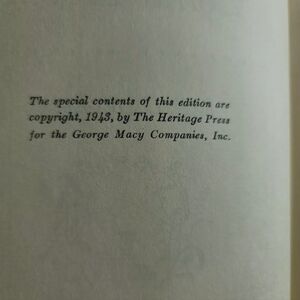 The special contents of this edition are
copyright, 1943, by The Heritage Press
for the George Macy Companies, Inc.